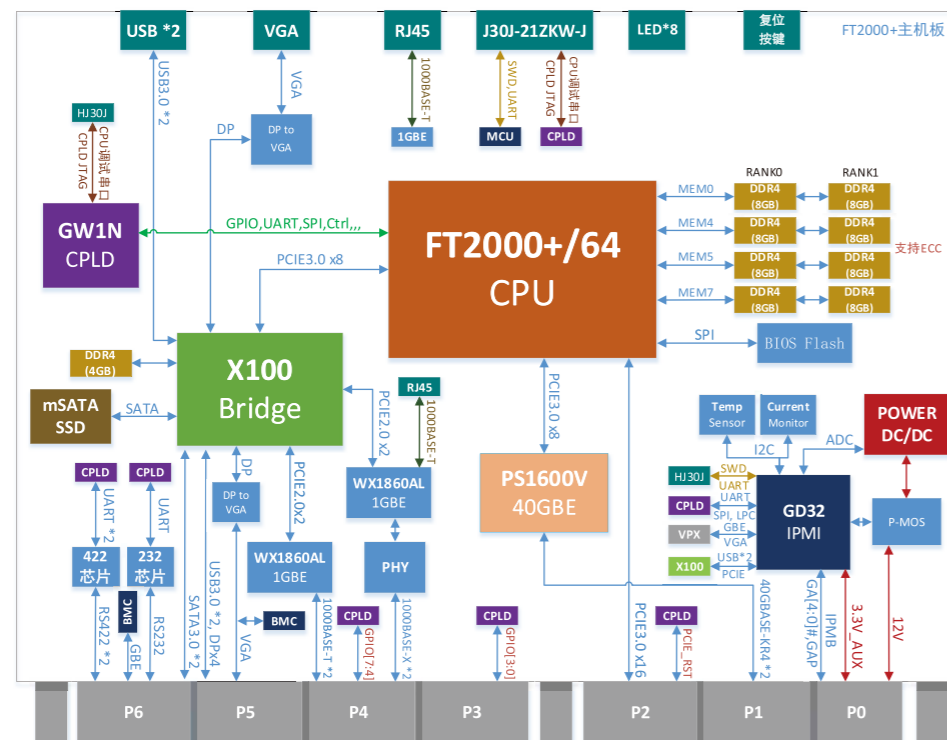 USB *2
VGA
RJ45
J30J-21ZKW-J
LED*8
复位
按键
FT2000+主机板
USB3.0 *2
VGA
1000BASE-T
SWD,UART
CPU调试串口
CPLD JTAG
HJ30J
CPU调试串口
CPLD JTAG
DP
DP to
VGA
1GBE
MCU
CPLD
RANK0
RANK1
GW1N
CPLD
GPIO,UART,SPI,Ctrl,,,
PCIE3.0 x8
FT2000+/64
CPU
MEM0
DDR4
(8GB)
DDR4
(8GB)
MEM4
DDR4
(8GB)
DDR4
(8GB)
支持ECC
MEM5
DDR4
(8GB)
DDR4
(8GB)
MEM7
DDR4
(8GB)
DDR4
(8GB)
SPI
BIOS Flash
DDR4
(4GB)
X100
Bridge
mSATA
SSD
SATA
PCIE2.0 x2
RJ45
1000BASE-T
PCIE3.0 x8
Temp
Sensor
Current
Monitor
POWER
DC/DC
I2C
ADC
CPLD
CPLD
UART *2
UART
DP
DP to
VGA
PCIE2.0x2
WX1860AL
1GBE
PS1600V
40GBE
HJ30J
SWD
UART
CPLD
UART
SPI, LPC
VPX
GBE
VGA
X100
USB*2
PCIE
GD32
IPMI
P-MOS
422
芯片
232
芯片
WX1860AL
1GBE
PHY
BMC
BMC
CPLD
CPLD
CPLD
RS422 *2
GBE
RS232
SATA3.0 *2
USB3.0 *2, DPx4
VGA
1000BASE-T *2
GPIO[7:4]
1000BASE-X *2
GPIO[3:0]
PCIE3.0 x16
PCIE_RST
40GBASE-KR4 *2
GA[4:0]#,GAP
IPMB
3.3V_AUX
12V
P6
P5
P4
P3
P2
P1
P0